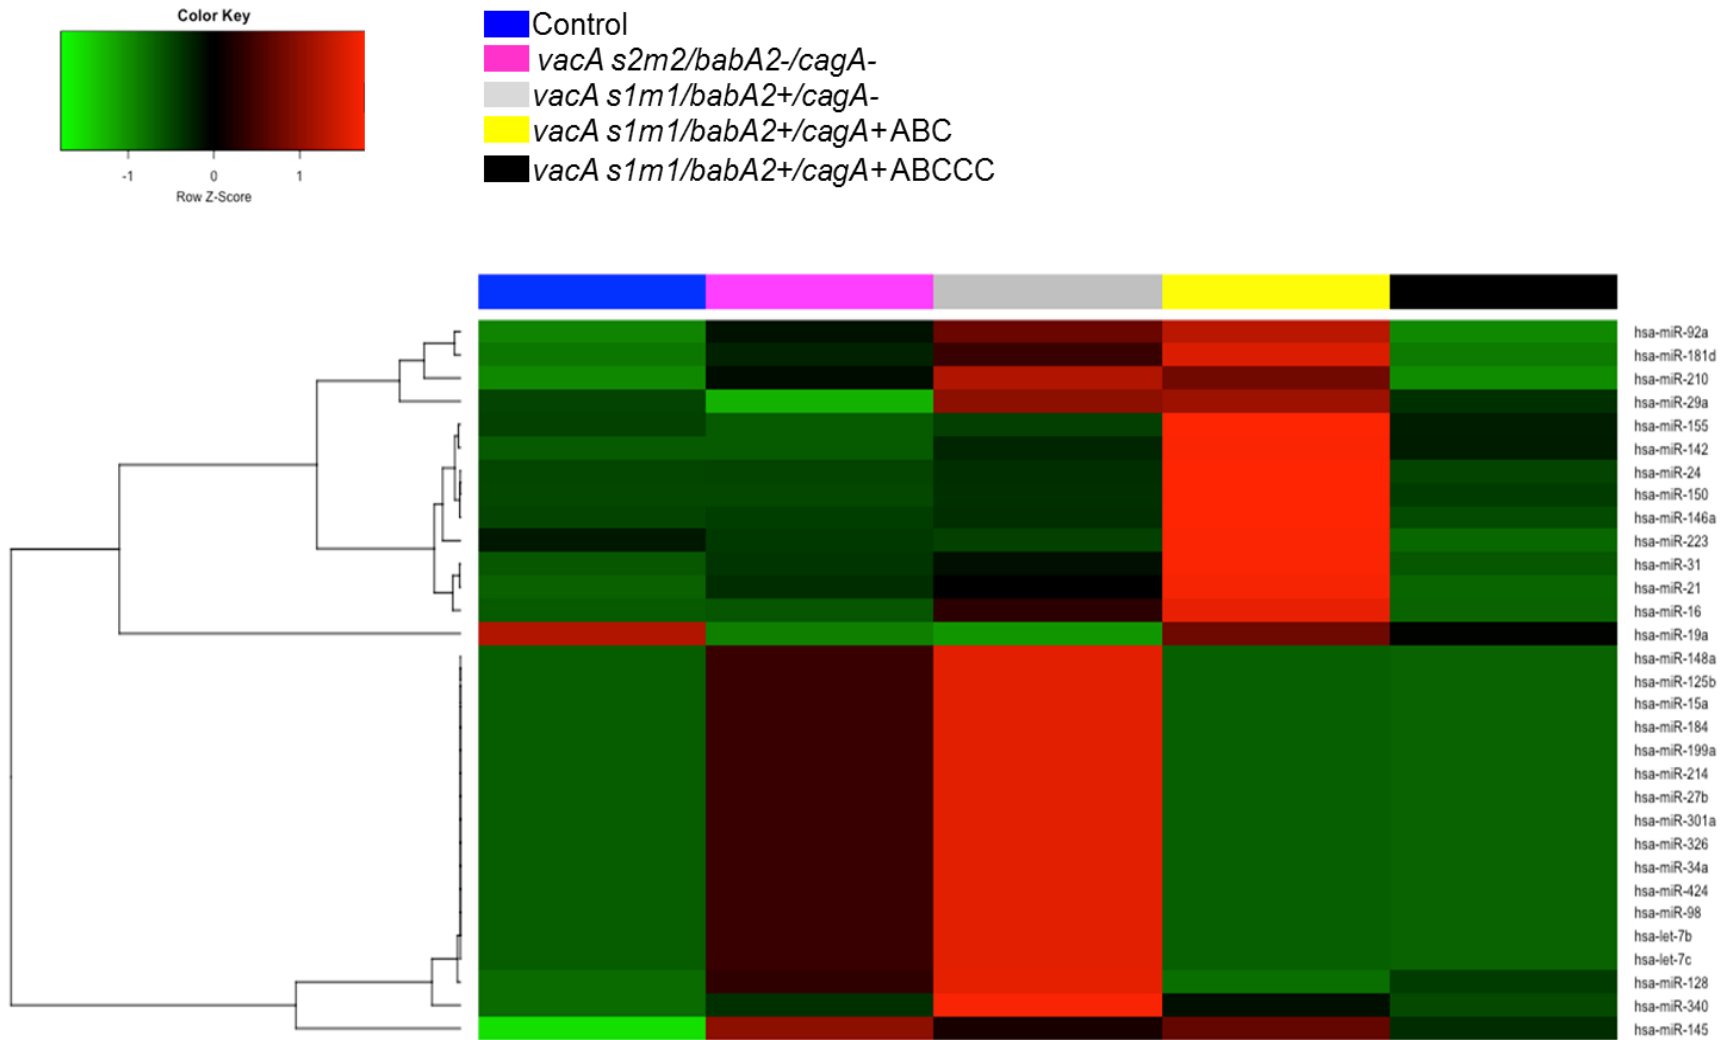 Color Key
-1 0 1
Row Z-Score
Control
vacA s2m2/babA2-/cagA-
vacA s1m1/babA2+/cagA-
vacA s1m1/babA2+/cagA+ABC
vacA s1m1/babA2+/cagA+ABCCC
hsa-miR-92a
hsa-miR-181d
hsa-miR-210
hsa-miR-29a
hsa-miR-155
hsa-miR-142
hsa-miR-24
hsa-miR-150
hsa-miR-146a
hsa-miR-223
hsa-miR-31
hsa-miR-21
hsa-miR-16
hsa-miR-19a
hsa-miR-148a
hsa-miR-125b
hsa-miR-15a
hsa-miR-184
hsa-miR-199a
hsa-miR-214
hsa-miR-27b
hsa-miR-301a
hsa-miR-326
hsa-miR-34a
hsa-miR-424
hsa-miR-98
hsa-let-7b
hsa-let-7c
hsa-miR-128
hsa-miR-340
hsa-miR-145